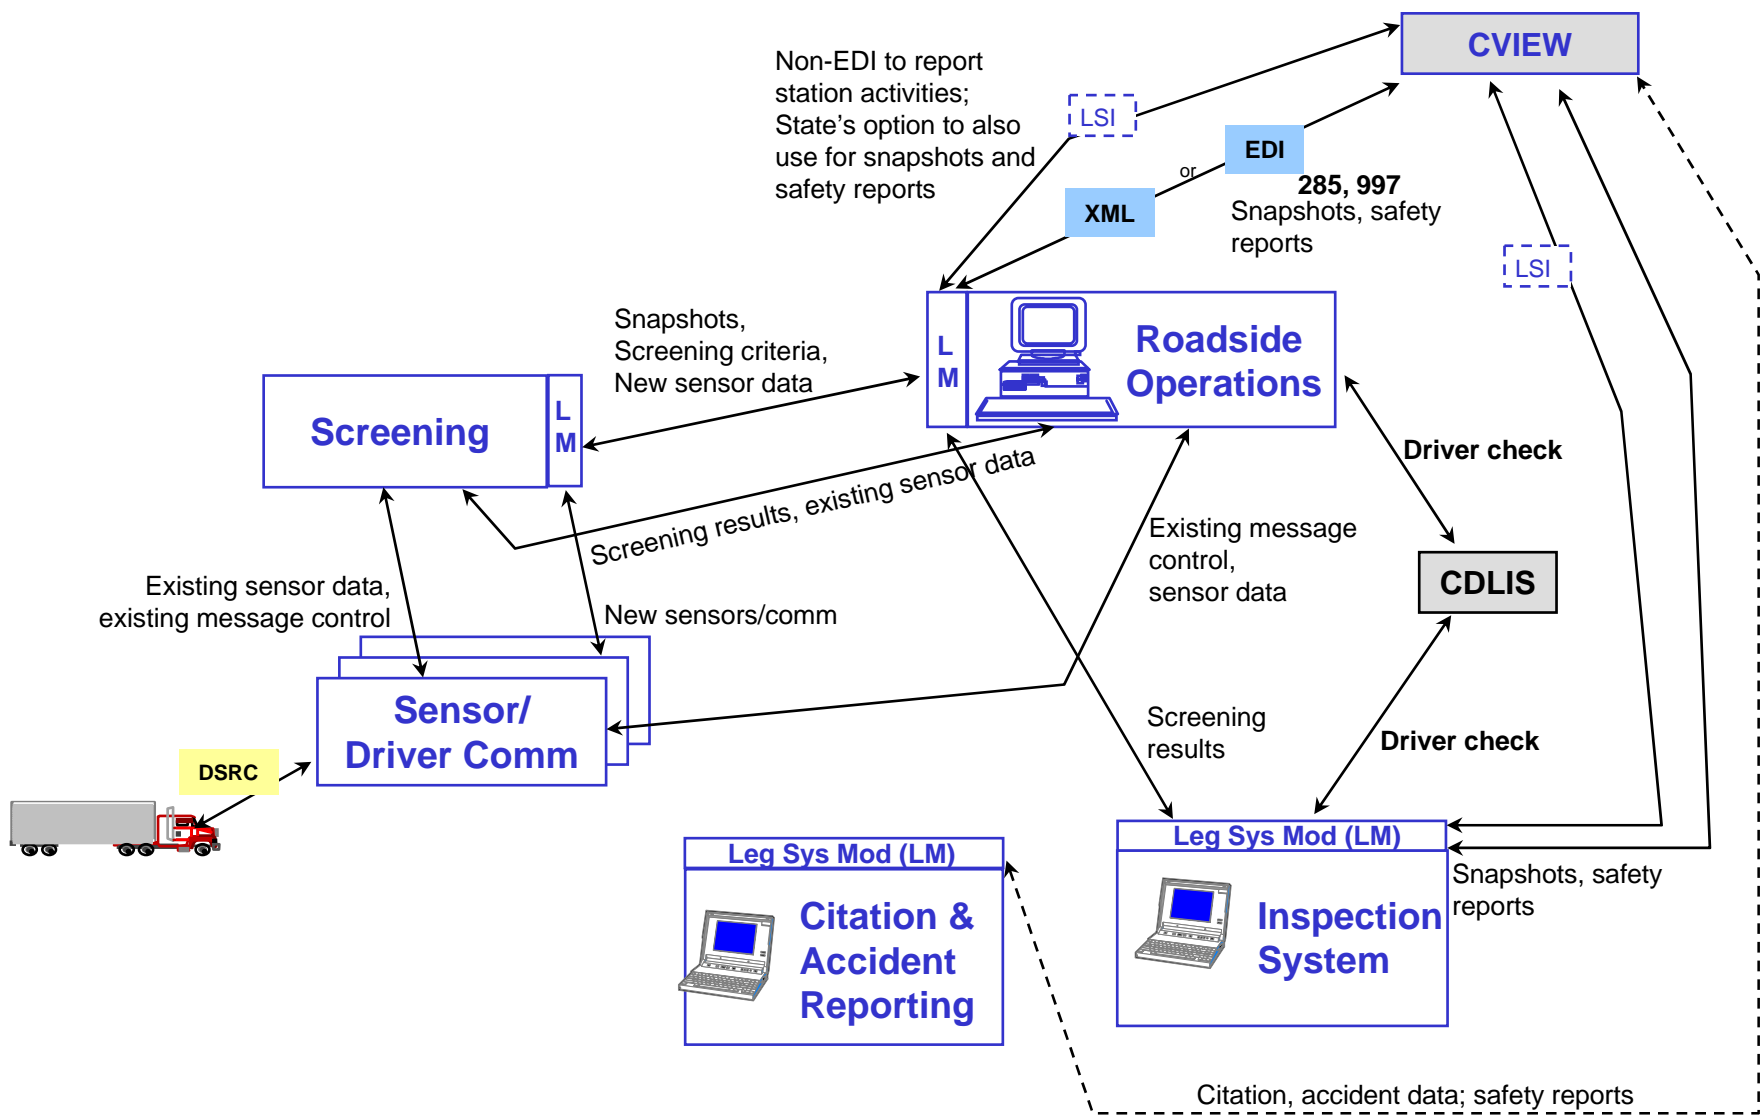 CVIEW
Non-EDI to report
station activities;
State's option to also
use for snapshots and
safety reports
LSI
EDI
or
285, 997
XML
Snapshots, safety
reports
LSI
Snapshots,
Screening criteria,
New sensor data
L
M
Roadside
Operations
Screening
L
M
Driver check
Screening results, existing sensor data
Existing message
control,
sensor data
CDLIS
Existing sensor data,
existing message control
New sensors/comm
Sensor/
Driver Comm
Screening
results
Driver check
DSRC
Leg Sys Mod (LM)
Citation &
Accident
Reporting
Leg Sys Mod (LM)
Inspection
System
Snapshots, safety
reports
Citation, accident data; safety reports